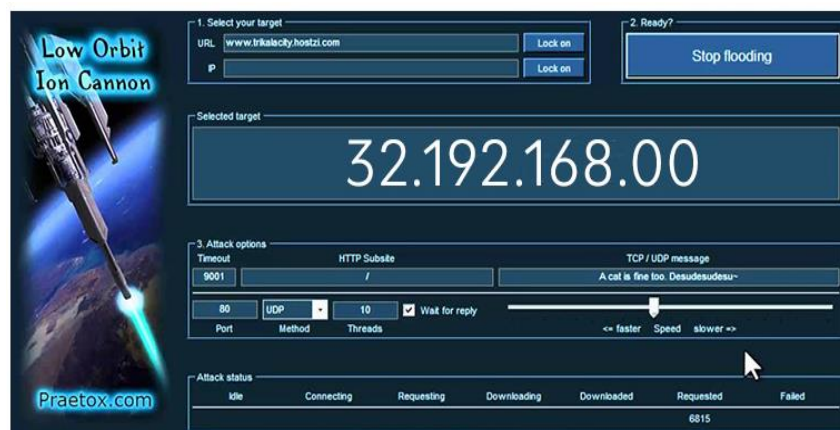 Low Orbit
Ion Cannon
Praetox.com
1. Select your target
URL www.trikalacity.hostzi.com Lock on
IP Lock on
2. Ready?
Stop flooding
Selected target
32.192.168.00
3. Attack options
Timeout HTTP Subsite TCP / UDP message
9001 / A cat is fine too. Desudesudesu~
80 UDP 10 Wait for reply
Port Method Threads <= faster Speed slower =>
Attack status
Idle Connecting Requesting Downloading Downloaded Requested Failed
6815